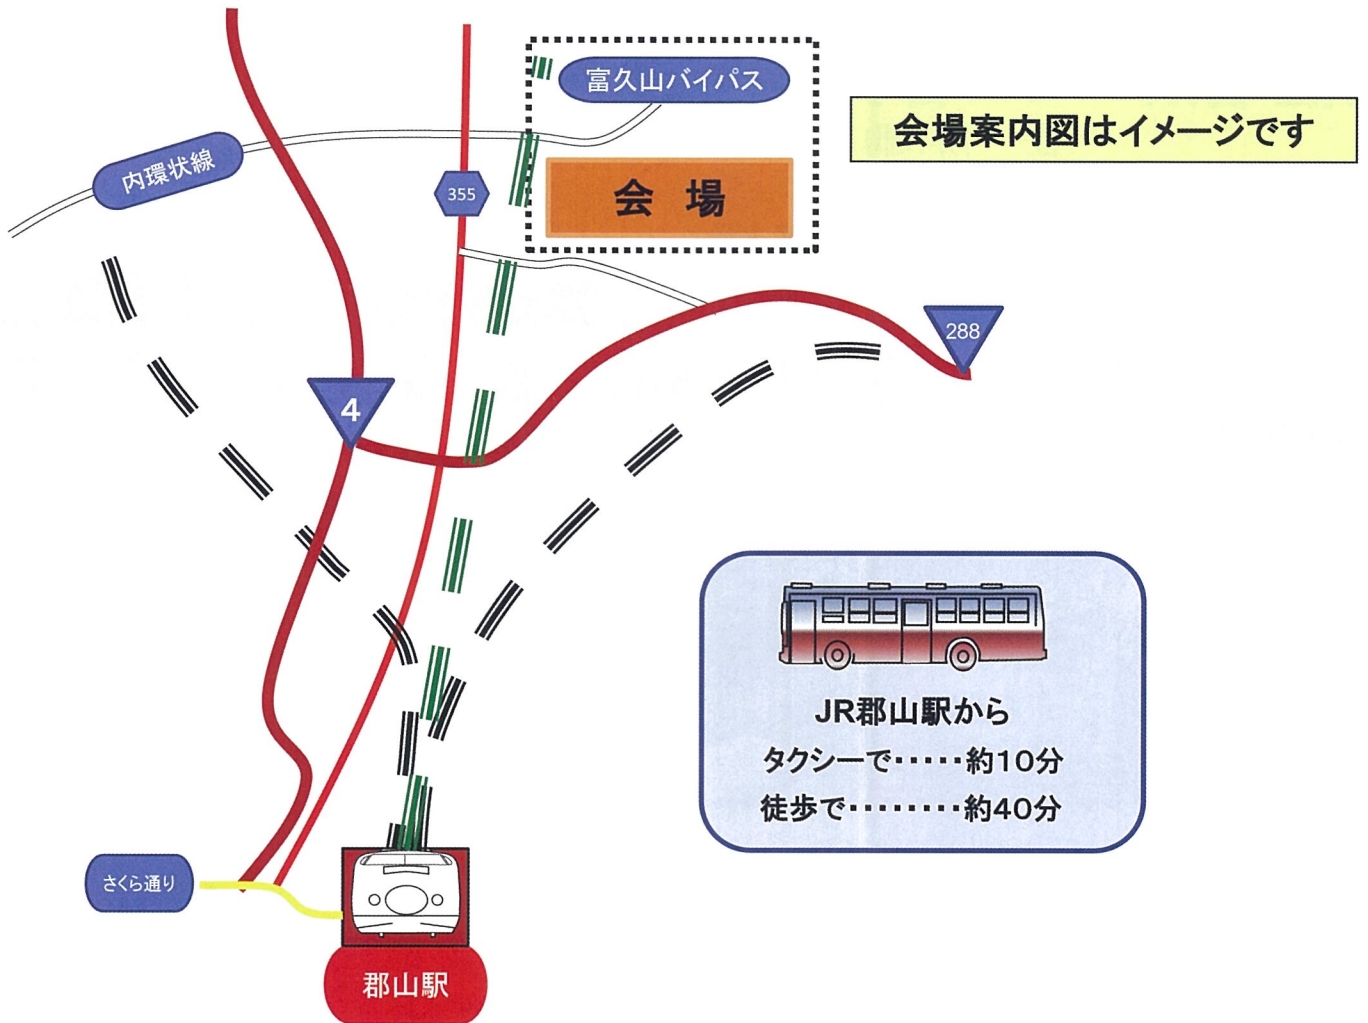 富久山バイパス
会場案内図はイメージです
内環状線
355
会 場
288
4
JR郡山駅から
タクシーで・・・・・約10分
徒歩で・・・・・・・・約40分
さくら通り
郡山駅